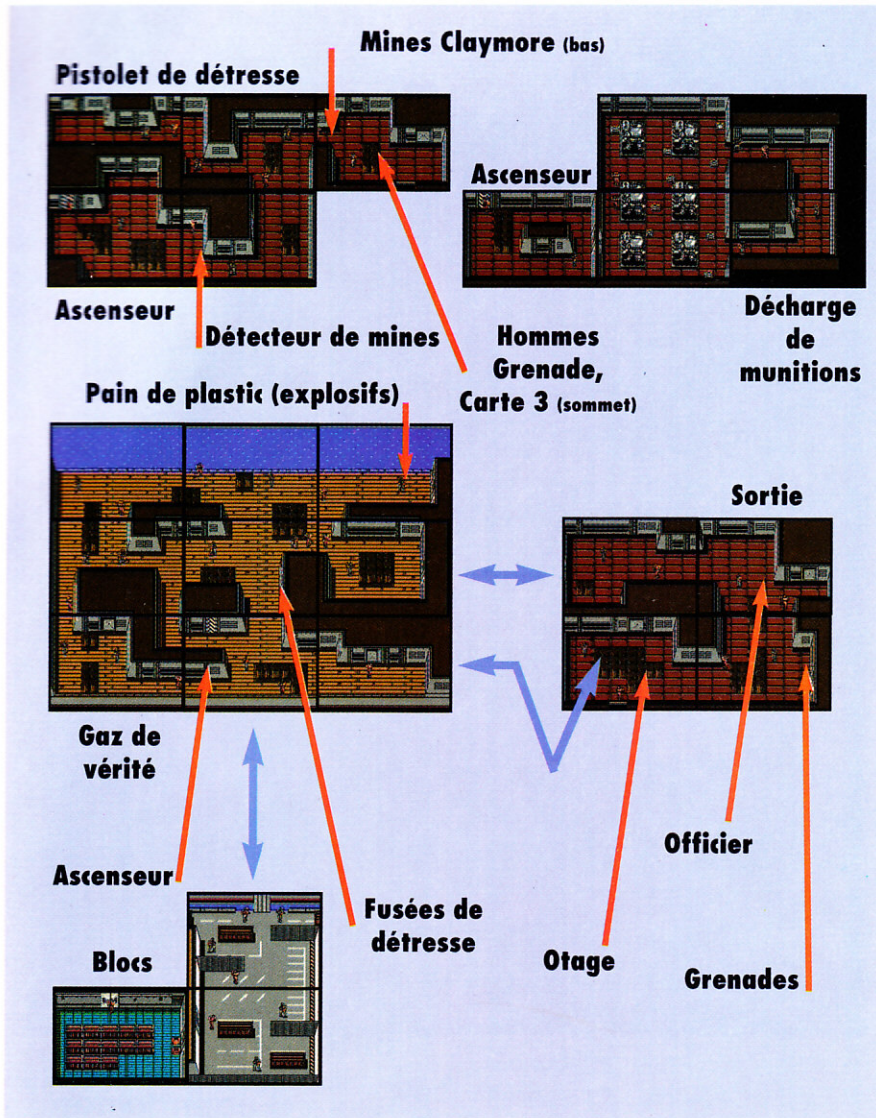 Mines Claymore (bas)
Pistolet de détresse
Ascenseur
Ascenseur
Détecteur de mines
Hommes
Grenade,
Carte 3 (sommet)
Décharge
de
munitions
Pain de plastic (explosifs)
Sortie
Gaz de
vérité
Ascenseur
Fusées de
détresse
Officier
Otage
Grenades
Blocs